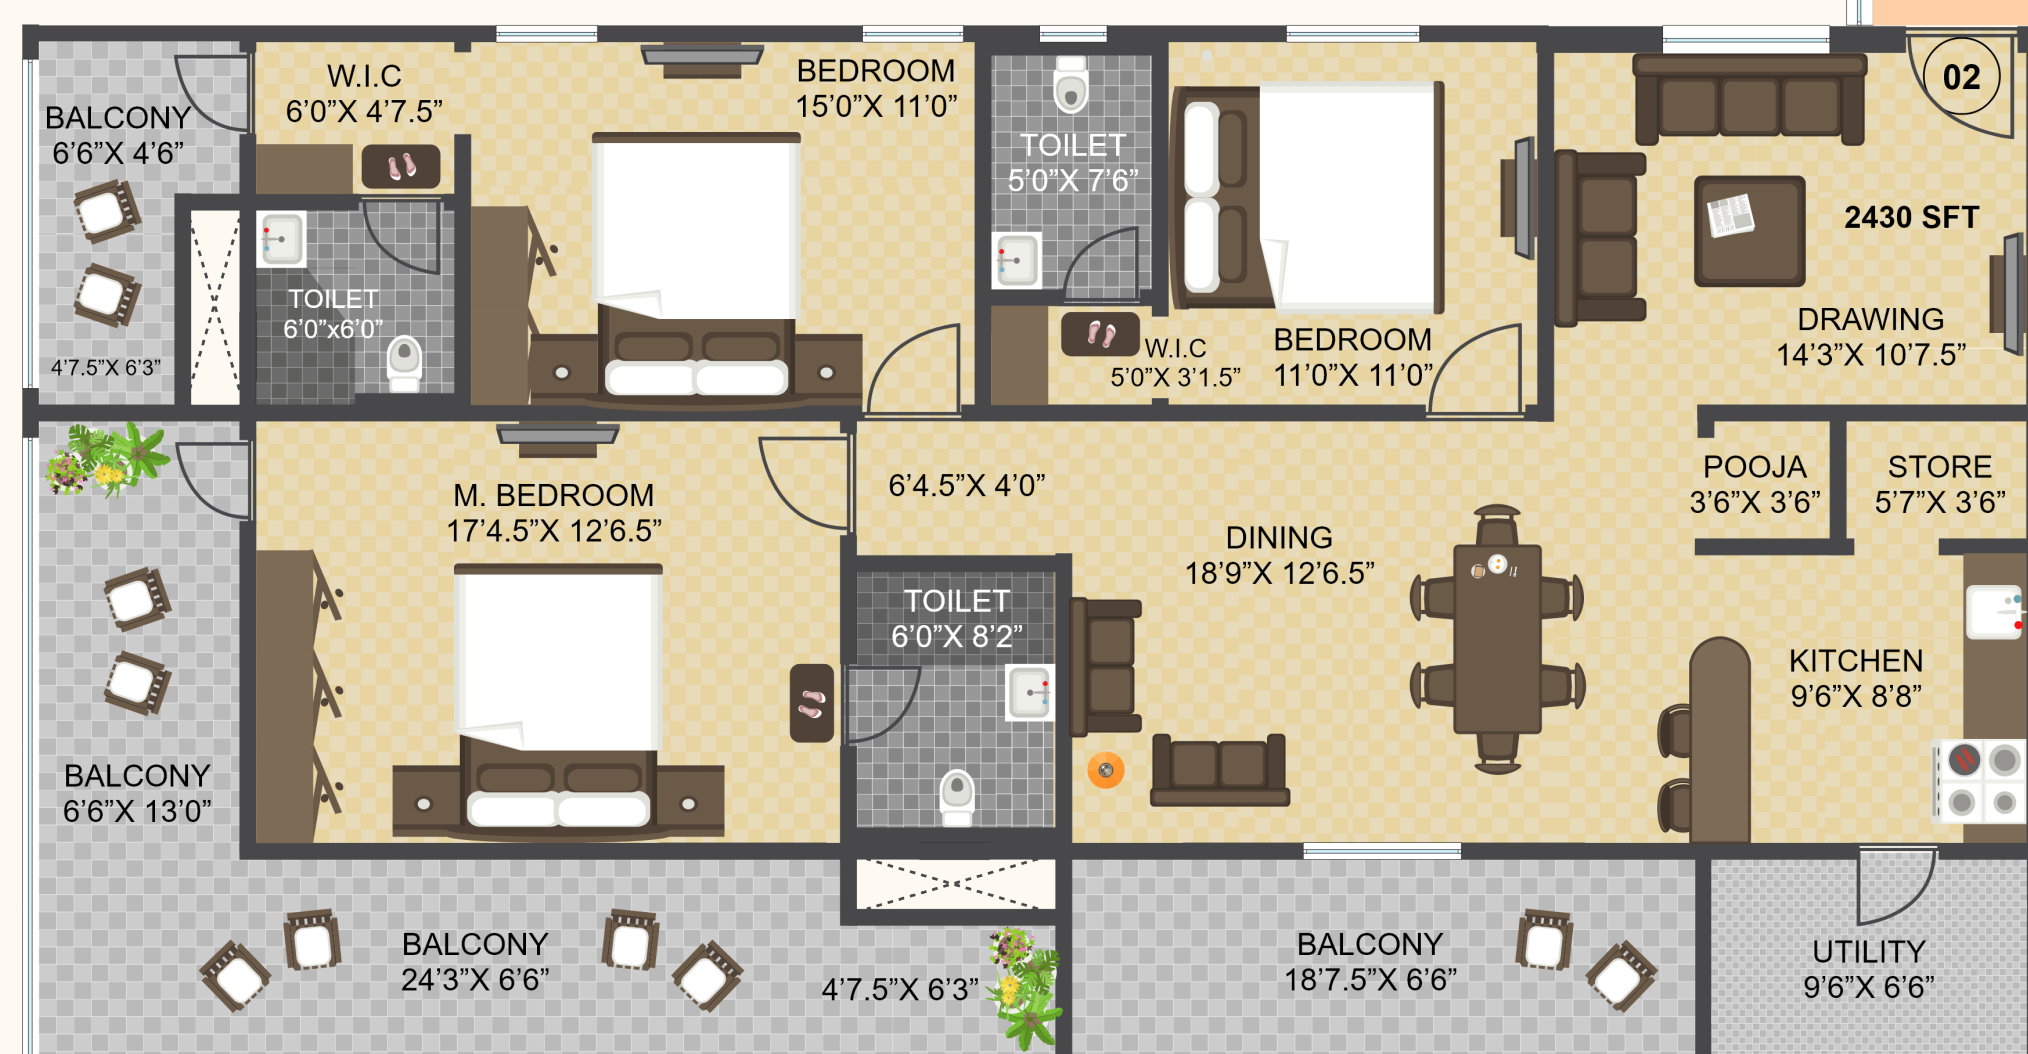 W.I.C
6’0”X 4’7.5”
BEDROOM
15’0”X 11’0”
02
BALCONY
6’6”X 4’6”
TOILET
5’0”X 7’6”
2430 SFT
TOILET
6’0”x6’0”
4’7.5”X 6’3”
W.I.C
5’0”X 3’1.5”
BEDROOM
11’0”X 11’0”
DRAWING
14’3”X 10’7.5”
M. BEDROOM
17’4.5”X 12’6.5”
6’4.5”X 4’0”
DINING
18’9”X 12’6.5”
POOJA
3’6”X 3’6”
STORE
5’7”X 3’6”
TOILET
6’0”X 8’2”
KITCHEN
9’6”X 8’8”
BALCONY
6’6”X 13’0”
BALCONY
24’3”X 6’6”
4’7.5”X 6’3”
BALCONY
18’7.5”X 6’6”
UTILITY
9’6”X 6’6”